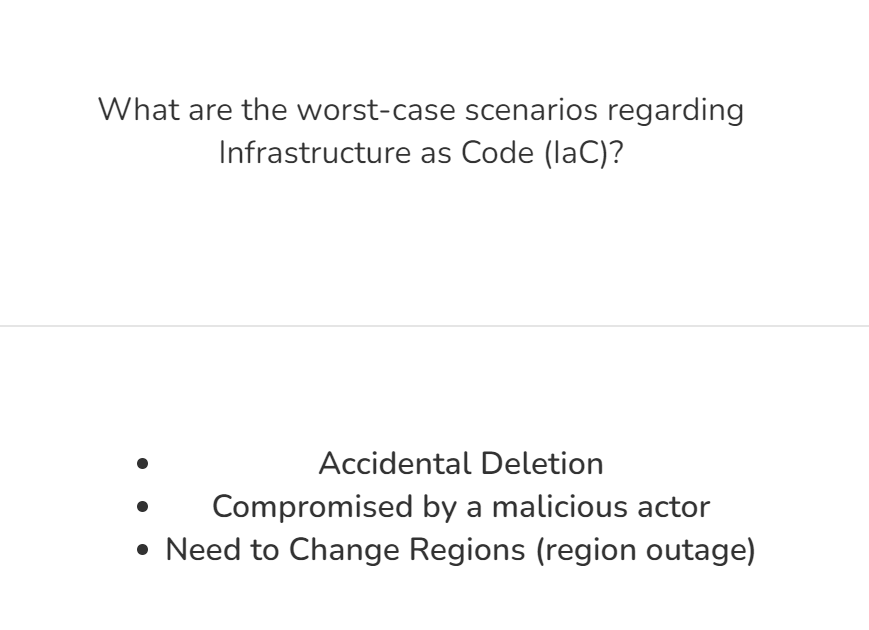 What are the worst-case scenarios regarding
Infrastructure as Code (IaC)?
• Accidental Deletion
• Compromised by a malicious actor
• Need to Change Regions (region outage)